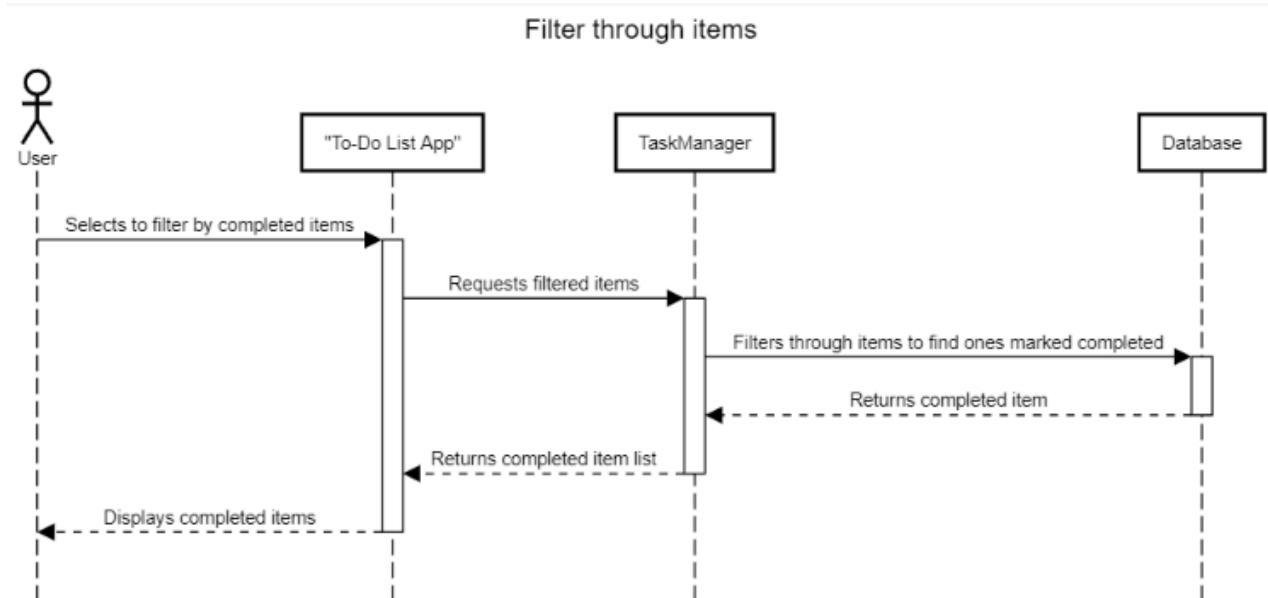 Filter through items
User
"To-Do List App"
TaskManager
Database
Selects to filter by completed items
Requests filtered items
Filters through items to find ones marked completed
Returns completed item
Returns completed item list
Displays completed items